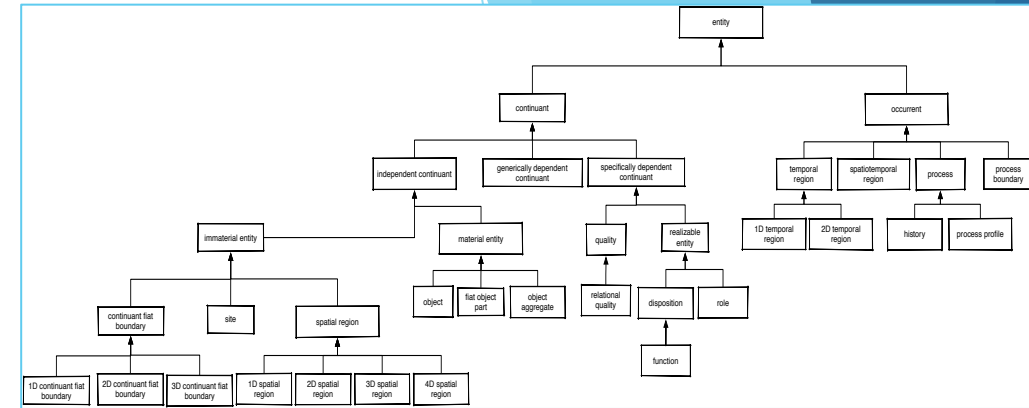 entity
continuant
occurrent
independent continuant
generically dependent
continuant
specifically dependent
continuant
temporal
region
spatiotemporal
region
process
process
boundary
immaterial entity
material entity
quality
realizable
entity
1D temporal
region
2D temporal
region
history
process profile
continuant fiat
boundary
site
spatial region
object
fiat object
part
object
aggregate
relational
quality
disposition
role
function
1D continuant fiat
boundary
2D continuant fiat
boundary
3D continuant fiat
boundary
1D spatial
region
2D spatial
region
3D spatial
region
4D spatial
region